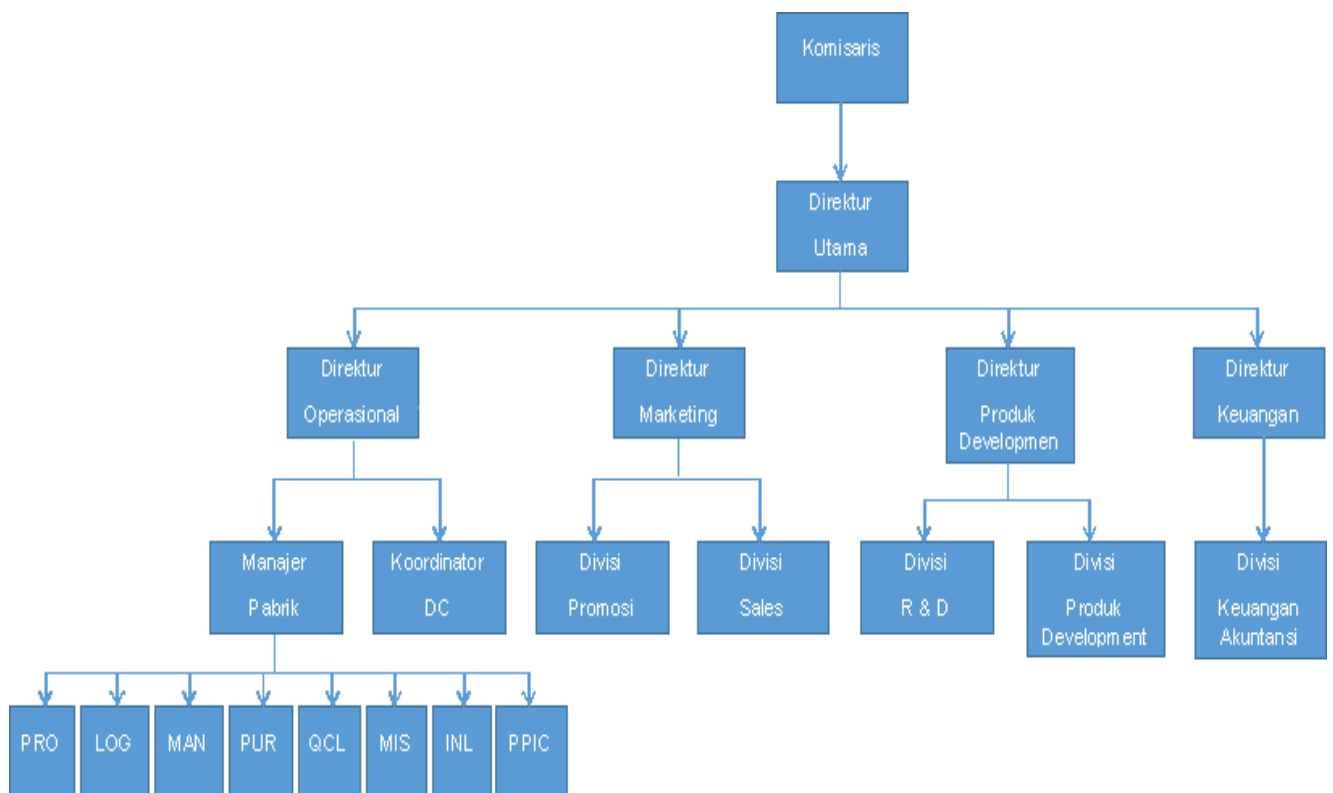 Komisaris
Direktur
Utama
Direktur
Operasional
Direktur
Marketing
Direktur
Produk
Developmen
Direktur
Keuangan
Manajer
Pabrik
Koordinator
DC
Divisi
Promosi
Divisi
Sales
Divisi
R & D
Divisi
Produk
Development
Divisi
Keuangan
Akuntansi
PRO
LOG
MAN
PUR
QCL
MIS
INL
PPIC